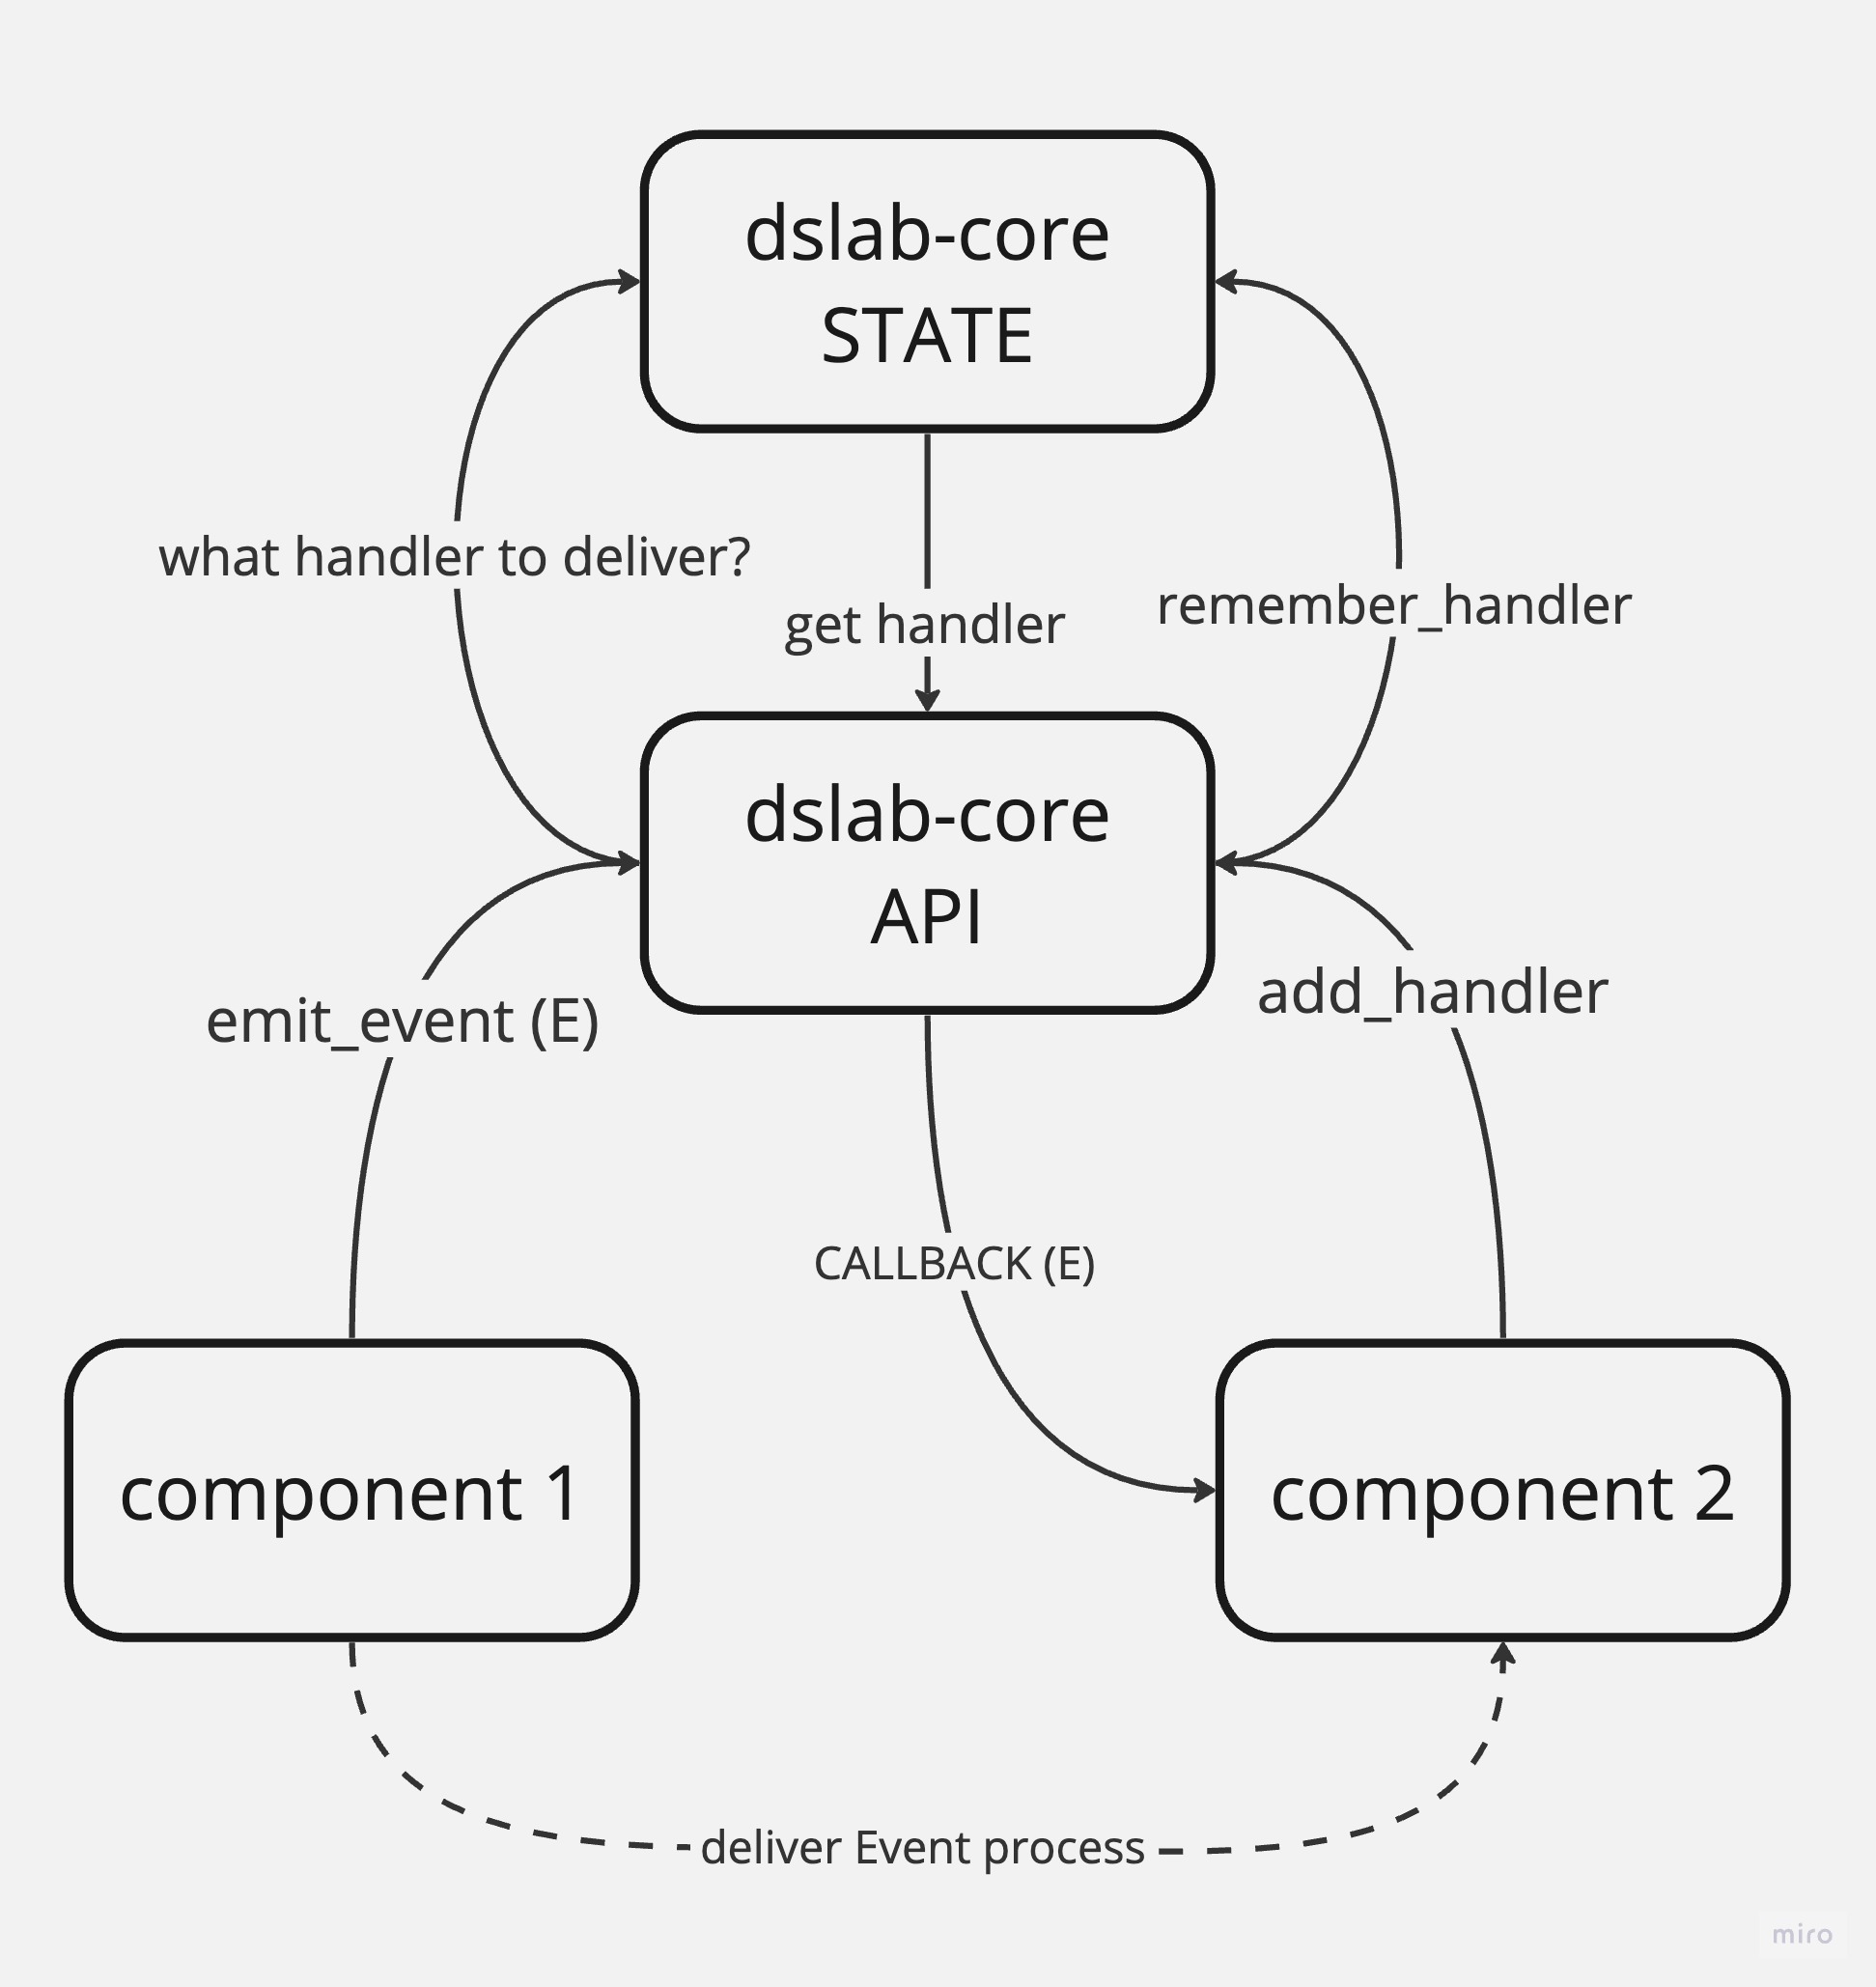 dslab-core
STATE
what handler to deliver?
get handler
remember_handler
dslab-core
API
emit_event (E)
add_handler
CALLBACK (E)
component 1
component 2
deliver Event process
miro